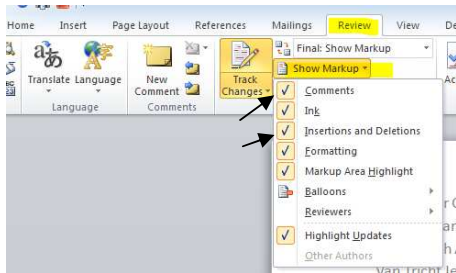 Home Insert Page Layout References Mailings Review View
Final: Show Markup
Show Markup
Translate Language New Comment Track Changes
Language Comments
Comments
Ink
Insertions and Deletions
Formatting
Markup Area Highlight
Balloons
Reviewers
Highlight Updates
Other Authors